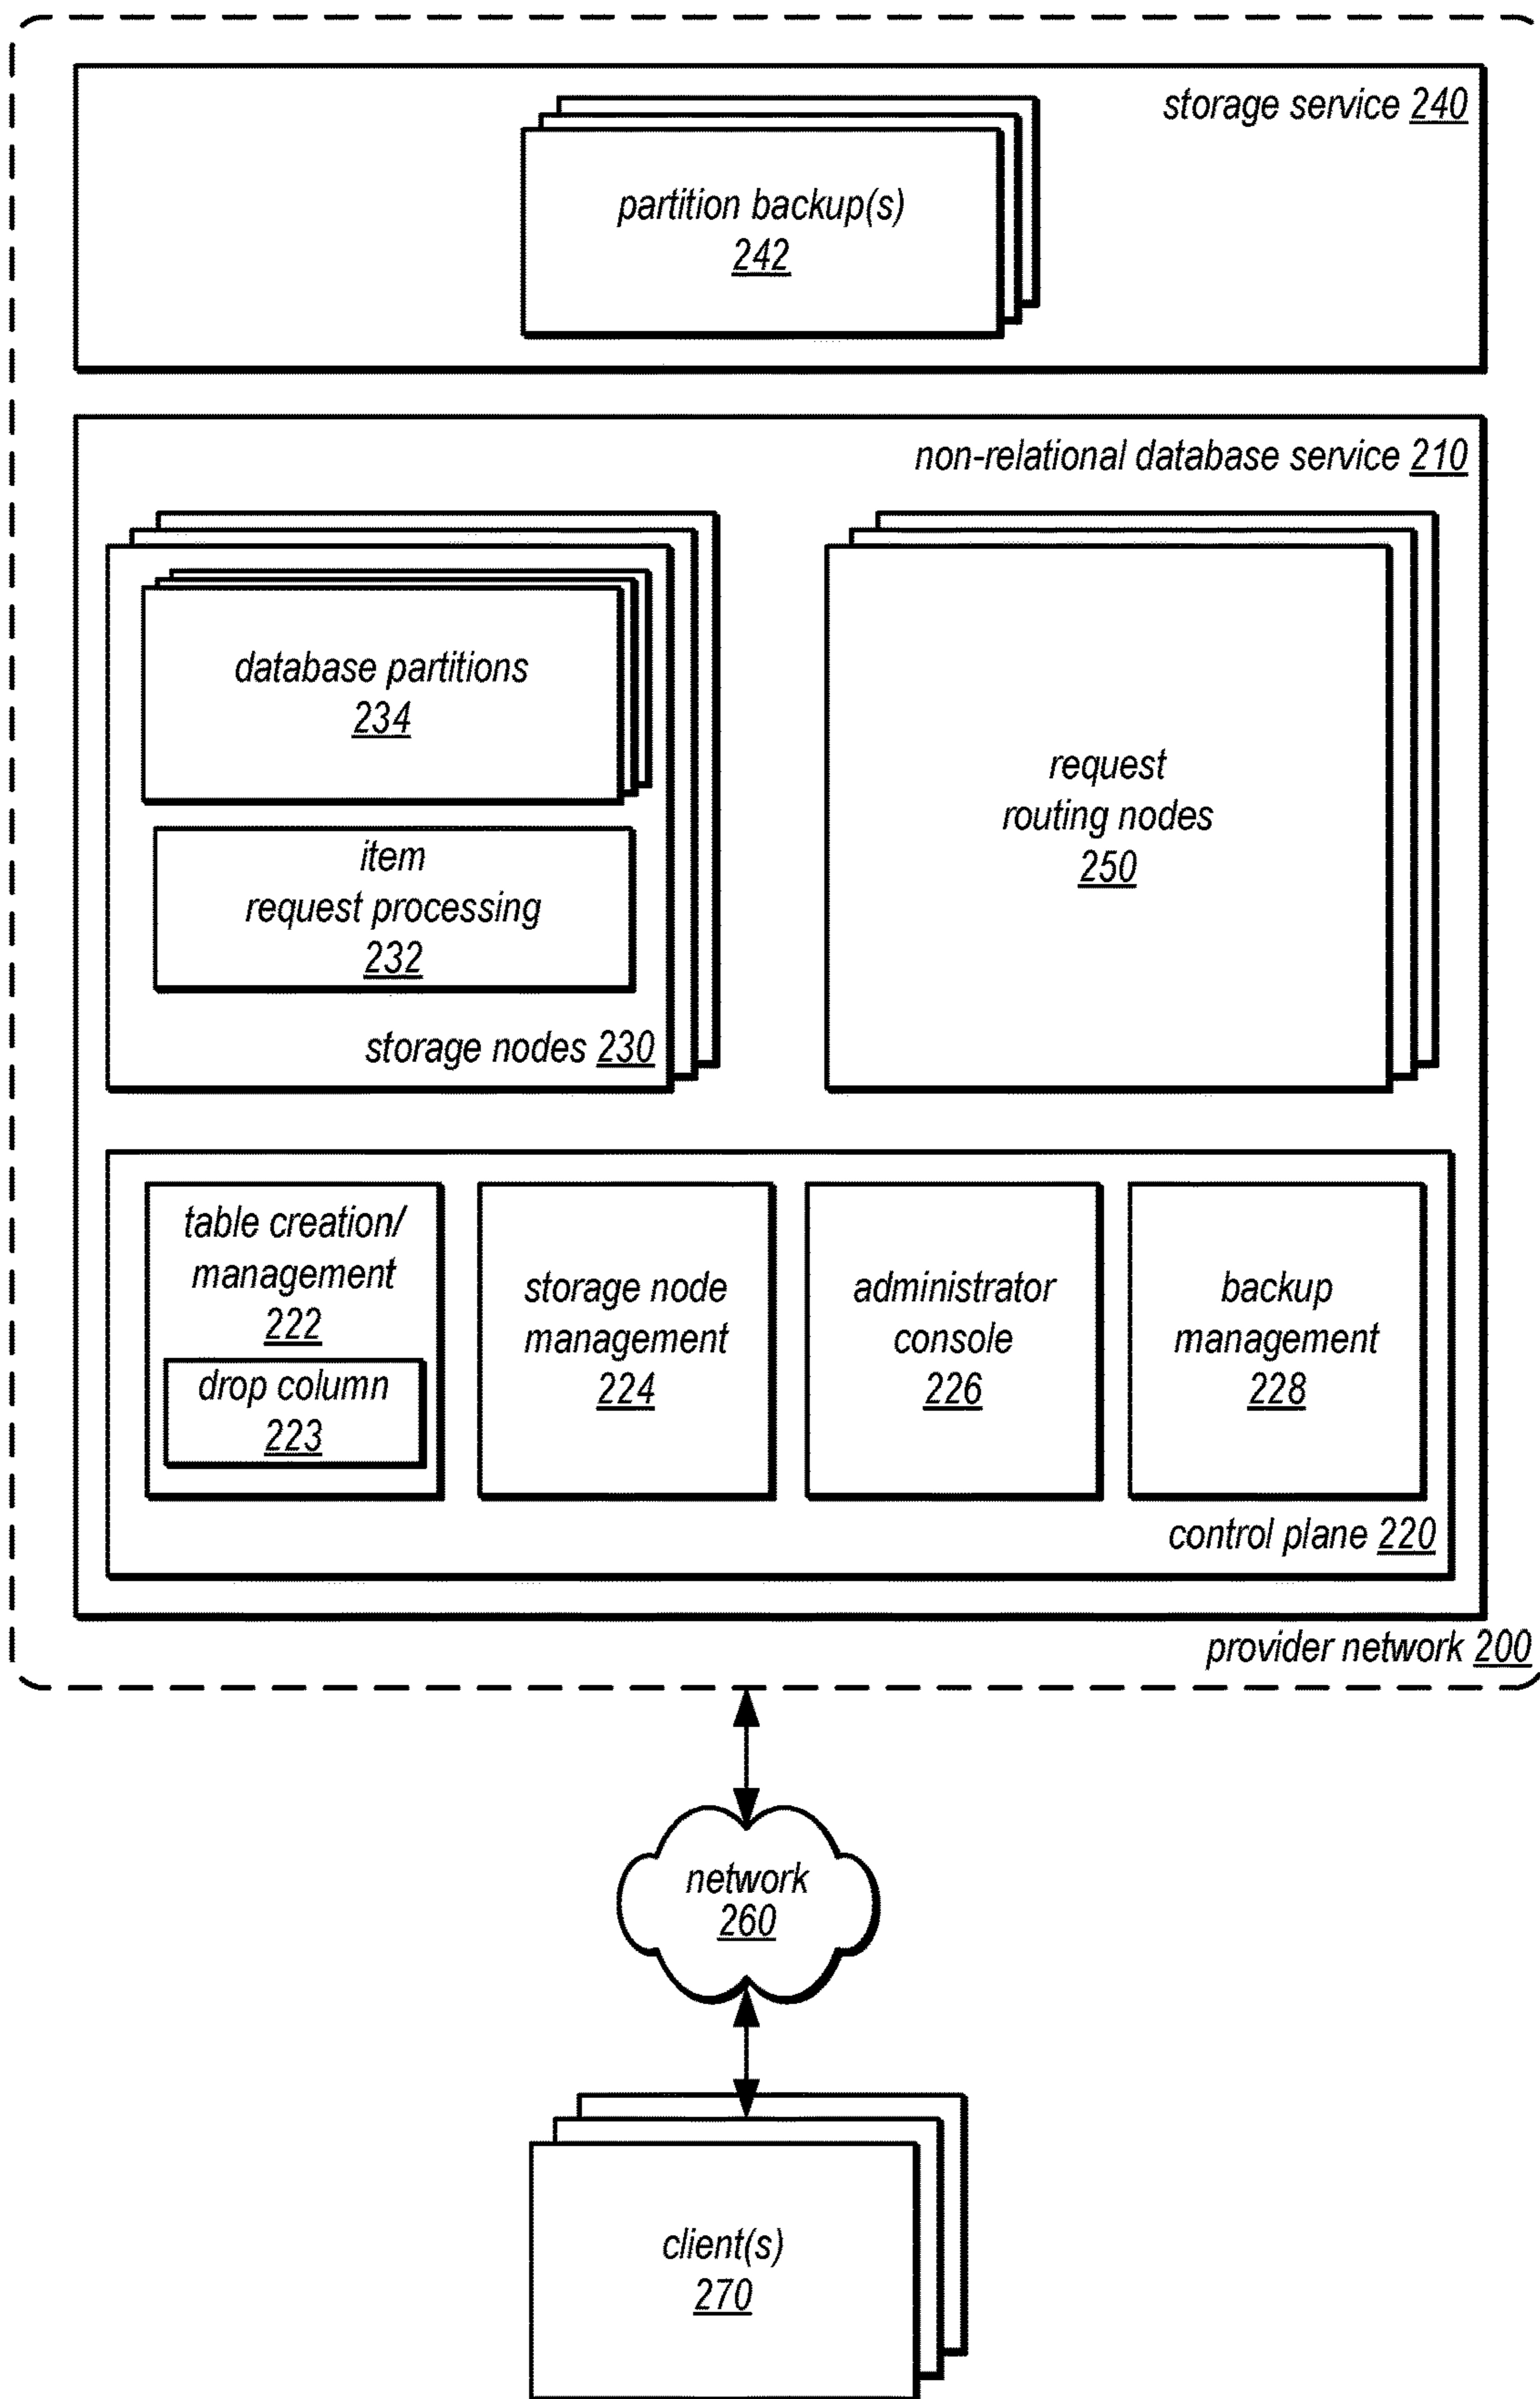 storage service 240
partition backup(s)
242
non-relational database service 210
database partitions
234
item
request processing
232
storage nodes 230
request
routing nodes
250
table creation/
management
222
drop column
223
storage node
management
224
administrator
console
226
backup
management
228
control plane 220
provider network 200
network
260
client(s)
270